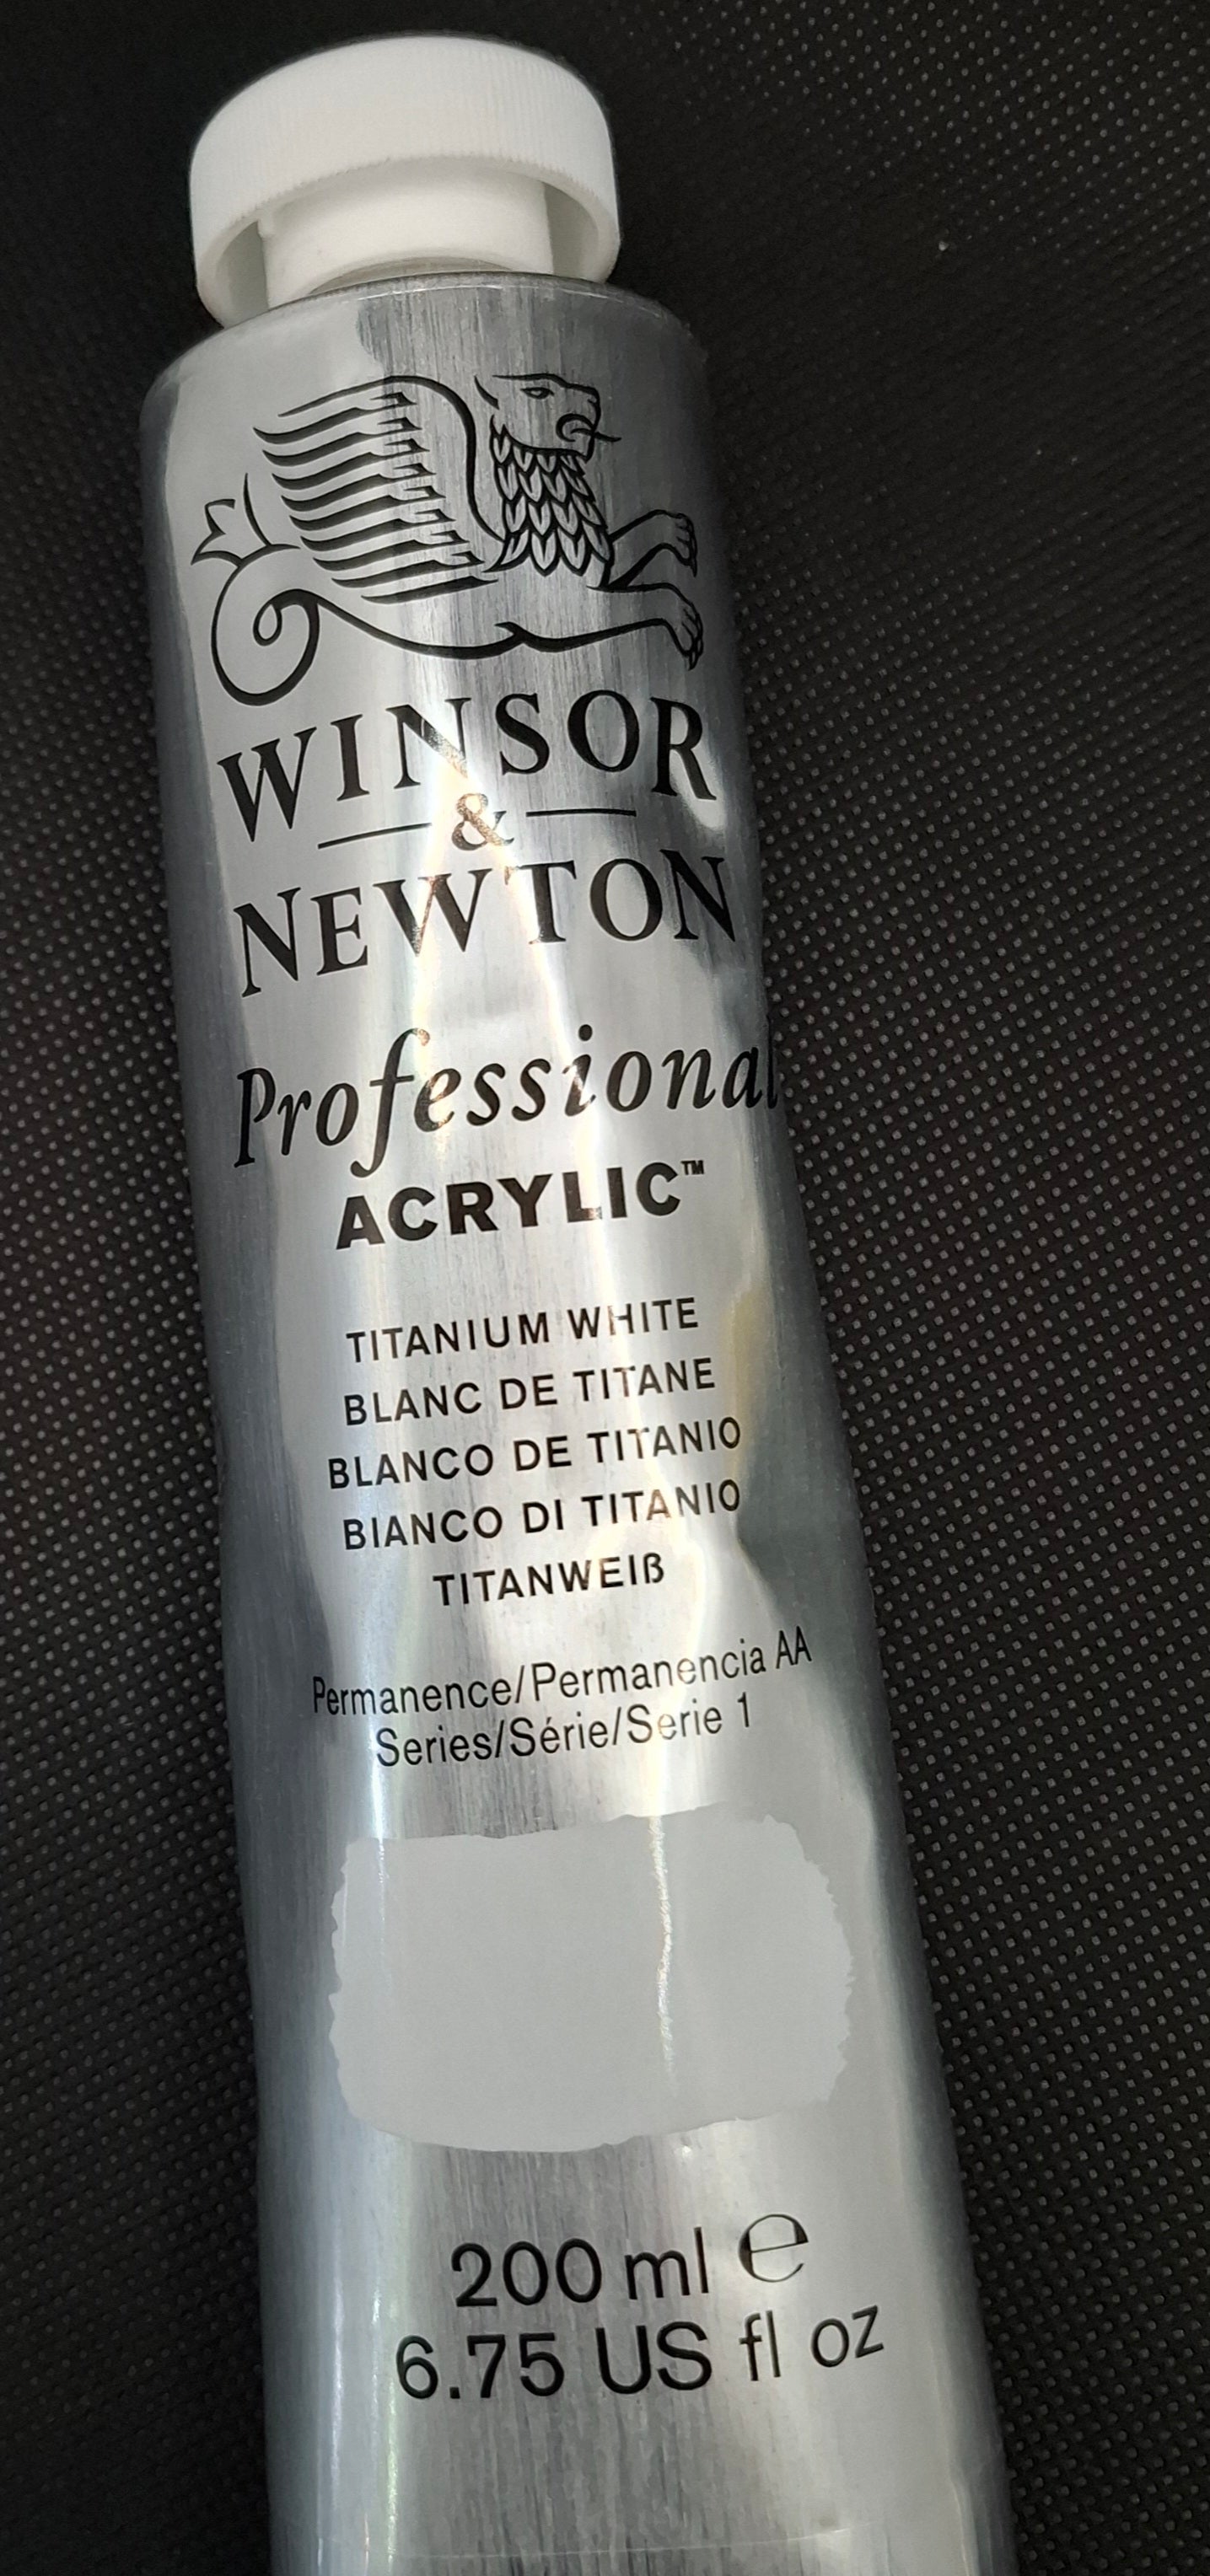 WINSOR
&
NEWTON
Professional
ACRYLIC™
TITANIUM WHITE
BLANC DE TITANE
BLANCO DE TITANIO
BIANCO DI TITANIO
TITANWEIß
Permanence/Permanencia AA
Series/Série/Serie 1
200 ml ℮
6.75 US fl oz